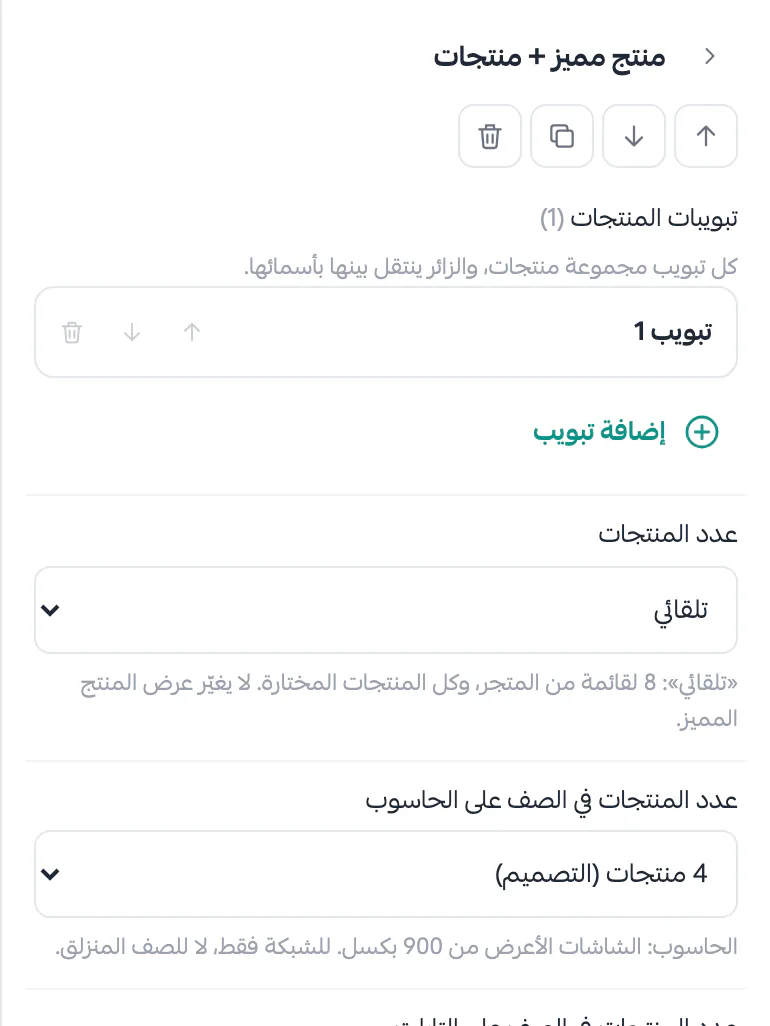 منتج مميز + منتجات
تبويبات المنتجات (1)
كل تبويب مجموعة منتجات، والزائر ينتقل بينها بأسمائها.
تبويب 1
إضافة تبويب
عدد المنتجات
تلقائي
«تلقائي»: 8 لقائمة من المتجر، وكل المنتجات المختارة. لا يغيّر عرض المنتج
المميز.
عدد المنتجات في الصف على الحاسوب
4 منتجات (التصميم)
الحاسوب: الشاشات الأعرض من 900 بكسل. للشبكة فقط، لا للصف المنزلق.